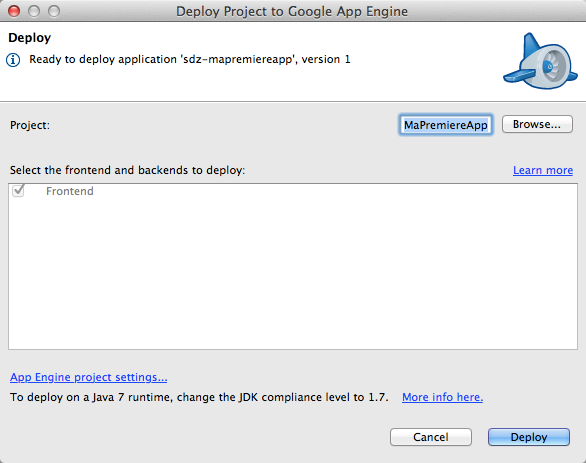 Deploy Project to Google App Engine
Deploy
Ready to deploy application 'sdz-mapremiereapp', version 1
Project:
MaPremiereApp
Browse...
Select the frontend and backends to deploy:
Learn more
Frontend
App Engine project settings...
To deploy on a Java 7 runtime, change the JDK compliance level to 1.7.
More info here.
Cancel
Deploy